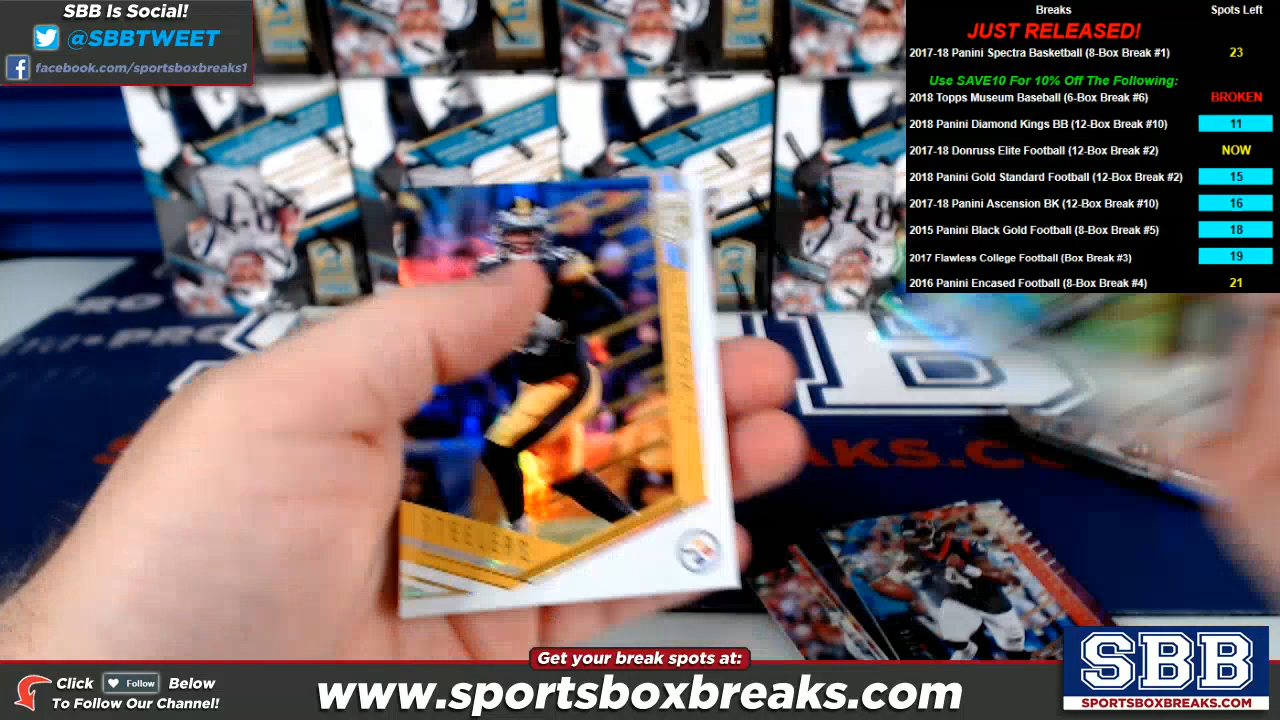 SBB Is Social!
@SBBTWEET
facebook.com/sportsboxbreaks1
Breaks Spots Left
JUST RELEASED!
2017-18 Panini Spectra Basketball (8-Box Break #1) 23
Use SAVE10 For 10% Off The Following:
2018 Topps Museum Baseball (6-Box Break #6) BROKEN
2018 Panini Diamond Kings BB (12-Box Break #10) 11
2017-18 Donruss Elite Football (12-Box Break #2) NOW
2018 Panini Gold Standard Football (12-Box Break #2) 15
2017-18 Panini Ascension BK (12-Box Break #10) 16
2015 Panini Black Gold Football (8-Box Break #5) 18
2017 Flawless College Football (Box Break #3) 19
2016 Panini Encased Football (8-Box Break #4) 21
STEELERS
AKS.C
Get your break spots at:
www.sportsboxbreaks.com
Click Follow Below
To Follow Our Channel!
SBB
SPORTSBOXBREAKS.COM